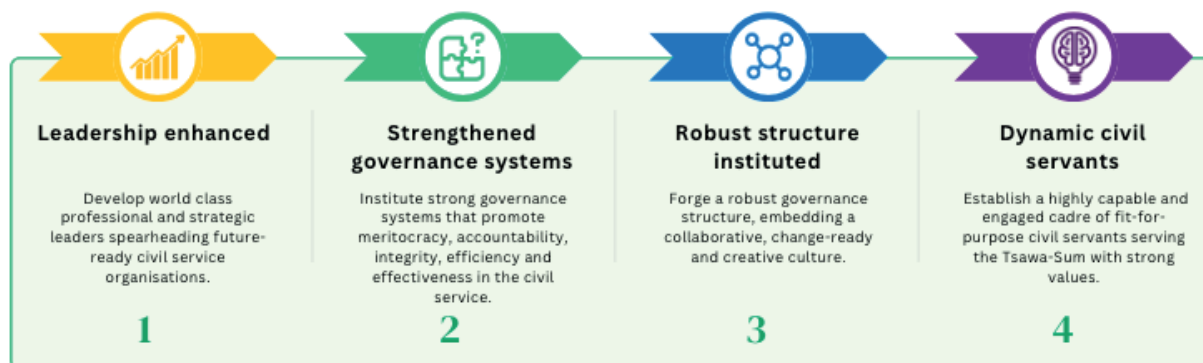 Leadership enhanced
Develop world class
professional and strategic
leaders spearheading future-
ready civil service
organisations.
1
Strengthened
governance systems
Institute strong governance
systems that promote
meritocracy, accountability,
integrity, efficiency and
effectiveness in the civil
service.
2
Robust structure
instituted
Forge a robust governance
structure, embedding a
collaborative, change-ready
and creative culture.
3
Dynamic civil
servants
Establish a highly capable and
engaged cadre of fit-for-
purpose civil servants serving
the Tsawa-Sum with strong
values.
4